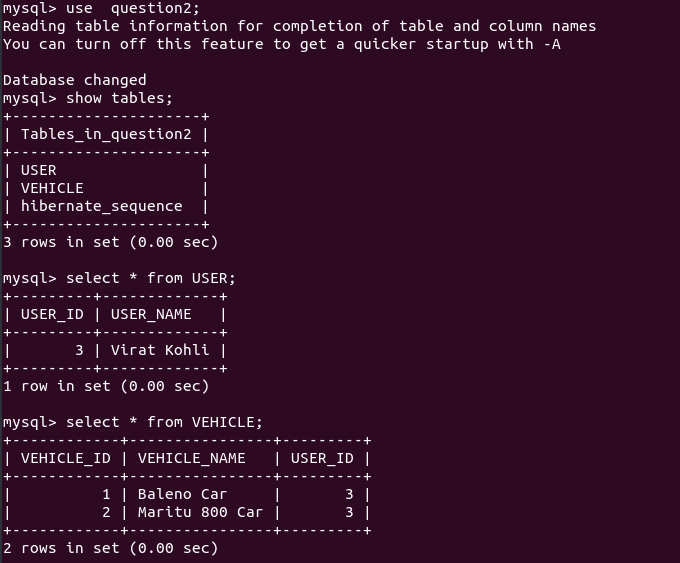 mysql> use  question2;
Reading table information for completion of table and column names
You can turn off this feature to get a quicker startup with -A

Database changed
mysql> show tables;
+---------------------+
| Tables_in_question2 |
+---------------------+
| USER                |
| VEHICLE             |
| hibernate_sequence  |
+---------------------+
3 rows in set (0.00 sec)

mysql> select * from USER;
+---------+-------------+
| USER_ID | USER_NAME   |
+---------+-------------+
|       3 | Virat Kohli |
+---------+-------------+
1 row in set (0.00 sec)

mysql> select * from VEHICLE;
+------------+----------------+---------+
| VEHICLE_ID | VEHICLE_NAME   | USER_ID |
+------------+----------------+---------+
|          1 | Baleno Car     |       3 |
|          2 | Maritu 800 Car |       3 |
+------------+----------------+---------+
2 rows in set (0.00 sec)